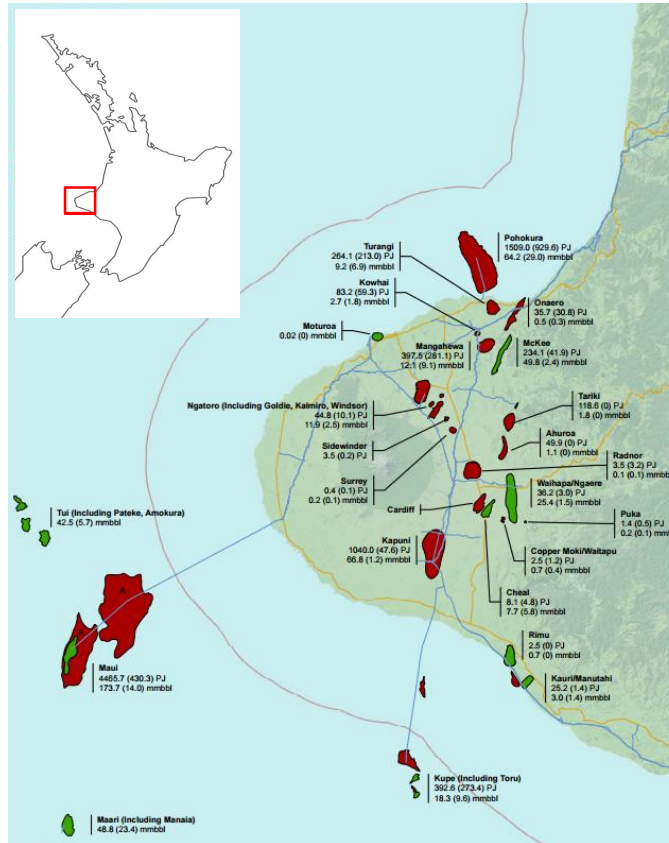 Pohokura
1509.0 (929.6) PJ
64.2 (29.0) mmbbl
Turangi
264.1 (213.0) PJ
9.2 (6.9) mmbbl
Kowhai
83.2 (59.3) PJ
2.7 (1.8) mmbbl
Onaero
35.7 (30.8) PJ
0.5 (0.3) mmbbl
Moturoa
0.02 (0) mmbbl
Mangahewa
397.5 (281.1) PJ
12.1 (9.1) mmbbl
McKee
234.1 (41.9) PJ
49.8 (2.4) mmbbl
Ngatoro (Including Goldie, Kaimiro, Windsor)
44.8 (10.1) PJ
11.9 (2.5) mmbbl
Tariki
118.6 (0) PJ
1.8 (0) mmbbl
Sidewinder
3.5 (0.2) PJ
Ahuroa
49.9 (0) PJ
1.1 (0) mmbbl
Radnor
3.5 (3.2) PJ
0.1 (0.1) mmbbl
Surrey
0.4 (0.1) PJ
0.2 (0.1) mmbbl
Waihapa/Ngaere
36.2 (3.0) PJ
25.4 (1.5) mmbbl
Tui (Including Pateke, Amokura)
42.5 (5.7) mmbbl
Cardiff
Puka
1.4 (0.5) PJ
0.2 (0.1) mmbbl
Kapuni
1040.0 (47.6) PJ
66.8 (1.2) mmbbl
Copper Moki/Waitapu
2.5 (1.2) PJ
0.7 (0.4) mmbbl
Cheal
8.1 (4.8) PJ
7.7 (5.8) mmbbl
A
Maui
4465.7 (430.3) PJ
173.7 (14.0) mmbbl
Rimu
2.5 (0) PJ
0.7 (0) mmbbl
Kauri/Manutahi
25.2 (1.4) PJ
3.0 (1.4) mmbbl
Kupe (Including Toru)
392.6 (273.4) PJ
18.3 (9.6) mmbbl
Maari (Including Manaia)
48.8 (23.4) mmbbl